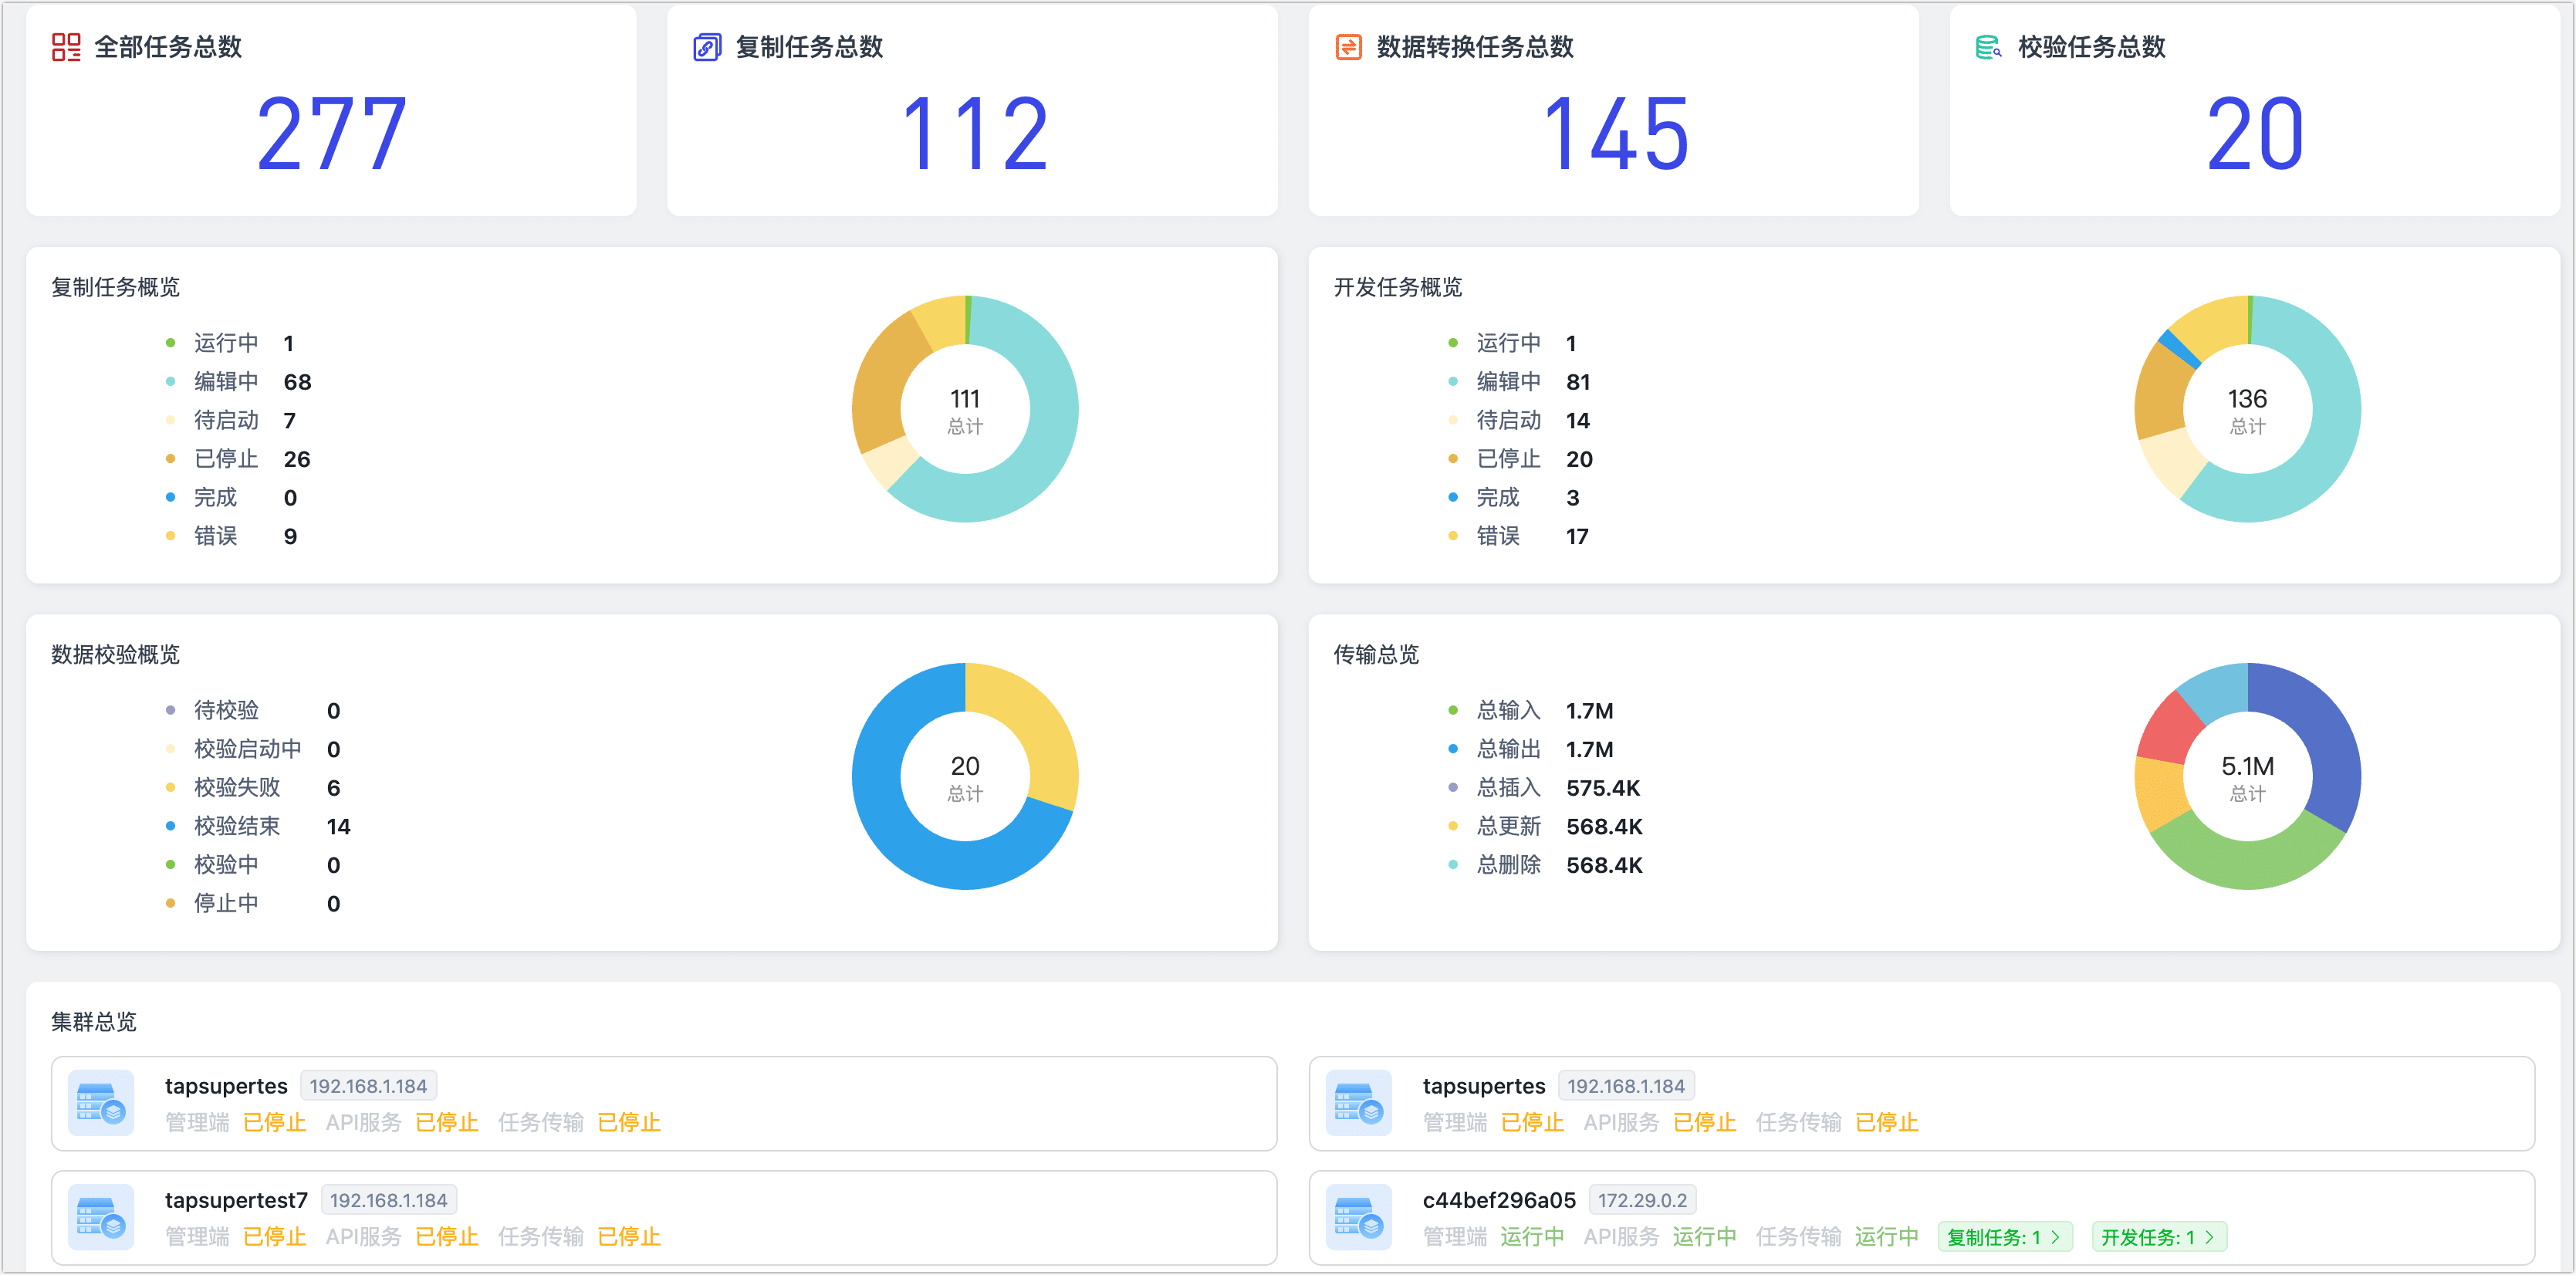 全部任务总数
277
复制任务总数
112
数据转换任务总数
145
校验任务总数
20
复制任务概览
运行中 1
编辑中 68
待启动 7
已停止 26
完成 0
错误 9
111
总计
开发任务概览
运行中 1
编辑中 81
待启动 14
已停止 20
完成 3
错误 17
136
总计
数据校验概览
待校验 0
校验启动中 0
校验失败 6
校验结束 14
校验中 0
停止中 0
20
总计
传输总览
总输入 1.7M
总输出 1.7M
总插入 575.4K
总更新 568.4K
总删除 568.4K
5.1M
总计
集群总览
tapsupertes 192.168.1.184
管理端 已停止 API服务 已停止 任务传输 已停止
tapsupertes 192.168.1.184
管理端 已停止 API服务 已停止 任务传输 已停止
tapsupertest7 192.168.1.184
管理端 已停止 API服务 已停止 任务传输 已停止
c44bef296a05 172.29.0.2
管理端 运行中 API服务 运行中 任务传输 运行中 复制任务: 1 > 开发任务: 1 >